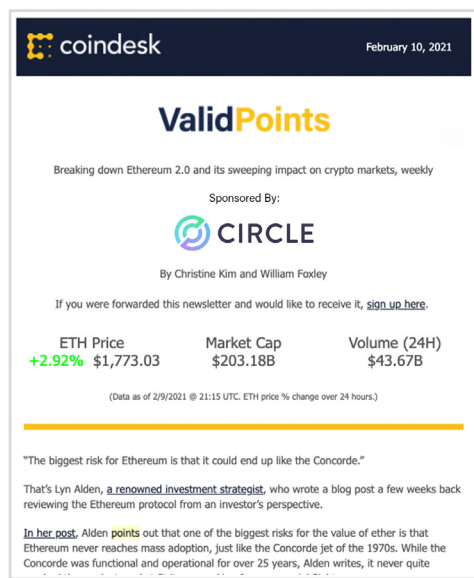 coindesk
February 10, 2021
ValidPoints
Breaking down Ethereum 2.0 and its sweeping impact on crypto markets, weekly
Sponsored By:
CIRCLE
By Christine Kim and William Foxley
If you were forwarded this newsletter and would like to receive it, sign up here.
ETH Price Market Cap Volume (24H)
+2.92% $1,773.03 $203.18B $43.67B
(Data as of 2/9/2021 @ 21:15 UTC. ETH price % change over 24 hours.)
“The biggest risk for Ethereum is that it could end up like the Concorde.”
That’s Lyn Alden, a renowned investment strategist, who wrote a blog post a few weeks back
reviewing the Ethereum protocol from an investor’s perspective.
In her post, Alden points out that one of the biggest risks for the value of ether is that
Ethereum never reaches mass adoption, just like the Concorde jet of the 1970s. While the
Concorde was functional and operational for over 25 years, Alden writes, it never quite